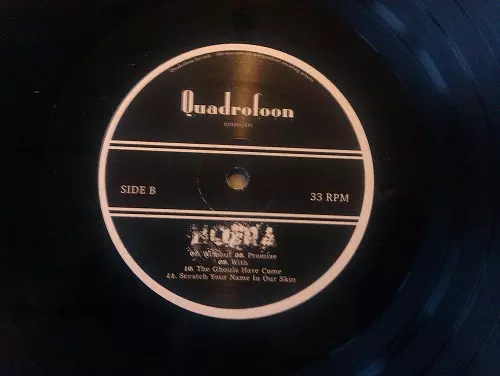 Quadrofoon
SIDE B
33 RPM
Without 08. Promise
09. With
10. The Ghouls Have Come
11. Scratch Your Name In Our Skin